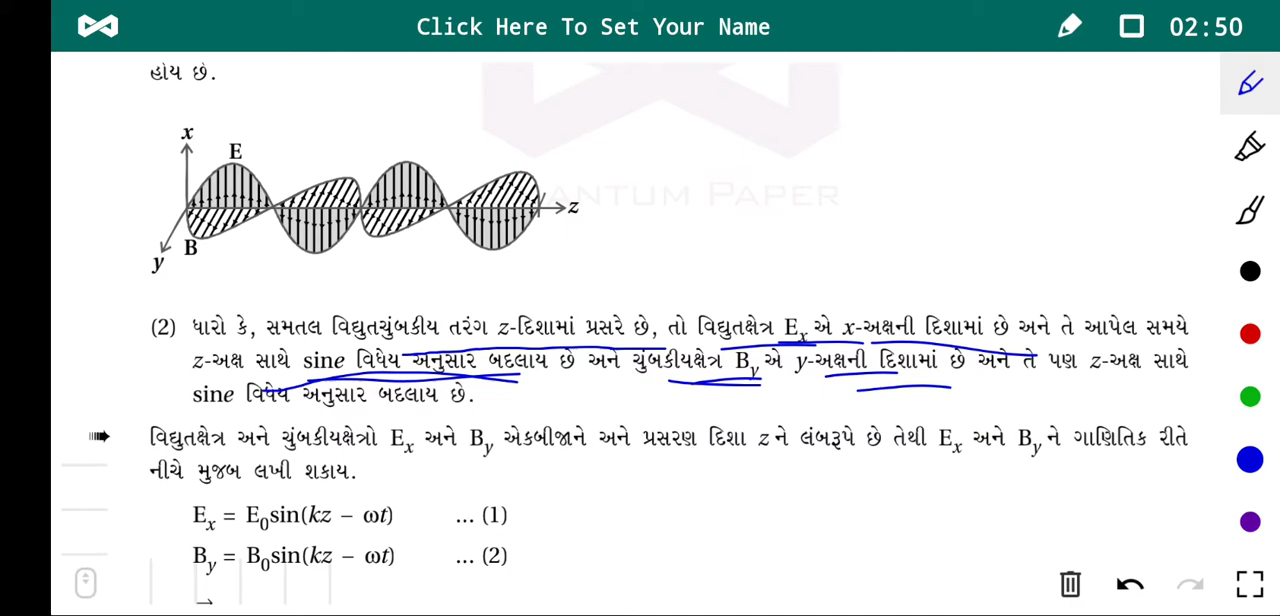 Click Here To Set Your Name
02:50
હોય છે.
x
E
z
B
y
QUANTUM PAPER
(2) ધારો કે, સમતલ વિદ્યુતચુંબકીય તરંગ z-દિશામાં પ્રસરે છે, તો વિદ્યુતક્ષેત્ર Eₓ એ x-અક્ષની દિશામાં છે અને તે આપેલ સમયે
z-અક્ષ સાથે sine વિધેય અનુસાર બદલાય છે અને ચુંબકીયક્ષેત્ર By એ y-અક્ષની દિશામાં છે અને તે પણ z-અક્ષ સાથે
sine વિધેય અનુસાર બદલાય છે.
➠ વિદ્યુતક્ષેત્ર અને ચુંબકીયક્ષેત્રો Eₓ અને By એકબીજાને અને પ્રસરણ દિશા z ને લંબરૂપે છે તેથી Eₓ અને By ને ગાણિતિક રીતે
નીચે મુજબ લખી શકાય.
Eₓ = E₀sin(kz − ωt) ... (1)
By = B₀sin(kz − ωt) ... (2)